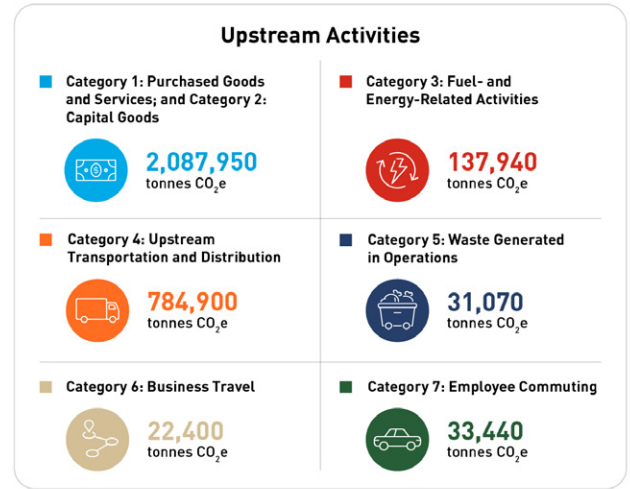 Upstream Activities
Category 1: Purchased Goods
and Services; and Category 2:
Capital Goods
2,087,950
tonnes CO₂e
Category 3: Fuel- and
Energy-Related Activities
137,940
tonnes CO₂e
Category 4: Upstream
Transportation and Distribution
784,900
tonnes CO₂e
Category 5: Waste Generated
in Operations
31,070
tonnes CO₂e
Category 6: Business Travel
22,400
tonnes CO₂e
Category 7: Employee Commuting
33,440
tonnes CO₂e